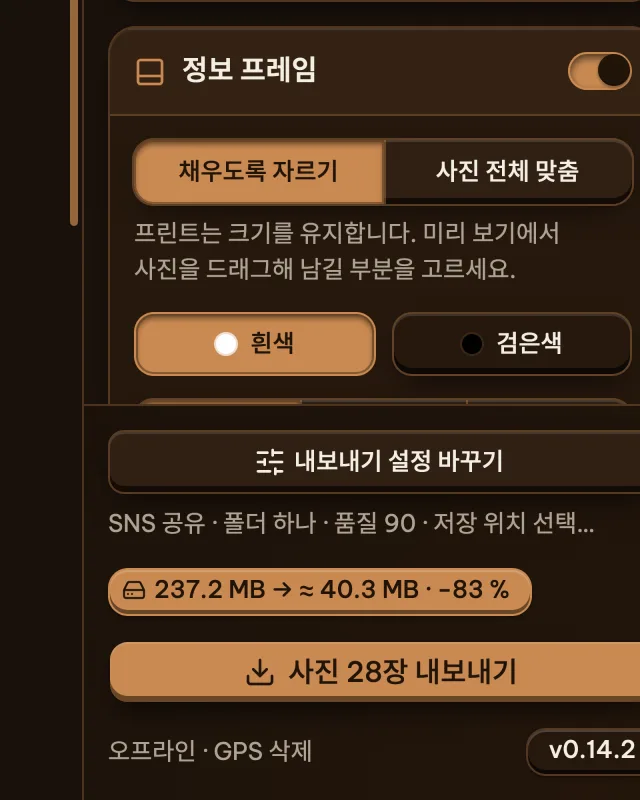 정보 프레임
채우도록 자르기
사진 전체 맞춤
프린트는 크기를 유지합니다. 미리 보기에서
사진을 드래그해 남길 부분을 고르세요.
흰색
검은색
내보내기 설정 바꾸기
SNS 공유 · 폴더 하나 · 품질 90 · 저장 위치 선택…
237.2 MB → ≈ 40.3 MB · −83 %
사진 28장 내보내기
오프라인 · GPS 삭제
v0.14.2